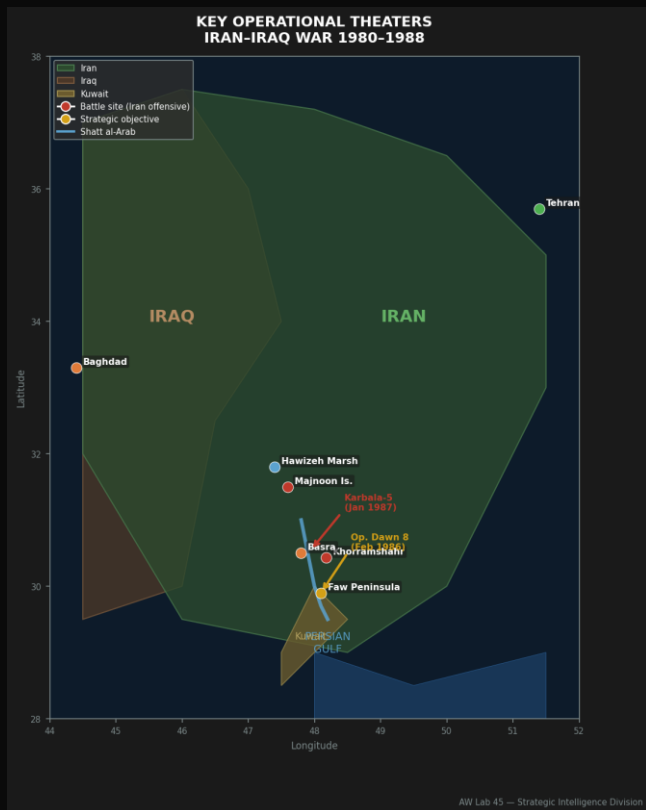 KEY OPERATIONAL THEATERS
IRAN–IRAQ WAR 1980–1988
38
Iran
Iraq
Kuwait
Battle site (Iran offensive)
Strategic objective
Shatt al-Arab
36
Tehran
34
IRAQ
IRAN
Baghdad
Latitude
32
Hawizeh Marsh
Majnoon Is.
Karbala-5
(Jan 1987)
Op. Dawn 8
(Feb 1986)
Basra
Khorramshahr
30
Faw Peninsula
Kuwait
PERSIAN
GULF
28
44 45 46 47 48 49 50 51 52
Longitude
AW Lab 45 — Strategic Intelligence Division